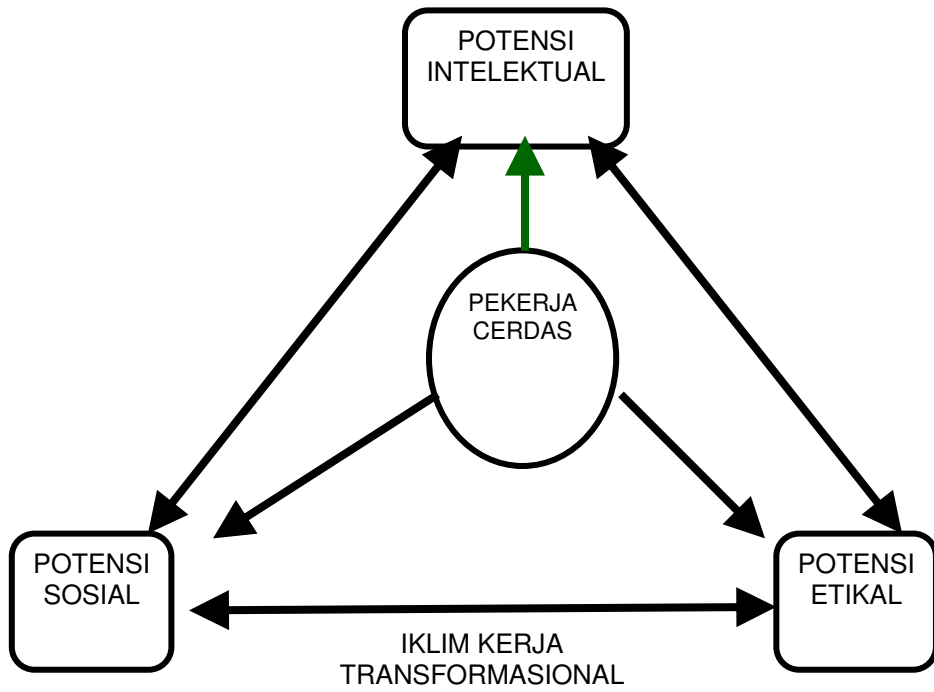 POTENSI
INTELEKTUAL
PEKERJA
CERDAS
POTENSI
SOSIAL
POTENSI
ETIKAL
IKLIM KERJA
TRANSFORMASIONAL